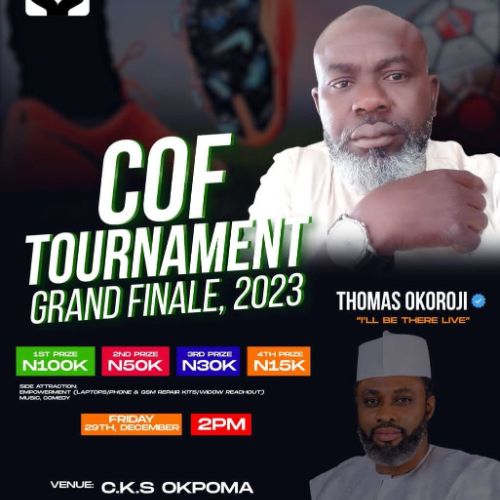 COF
TOURNAMENT
GRAND FINALE, 2023
THOMAS OKOROJI
"I'LL BE THERE LIVE"
1ST PRIZE
N100K
2ND PRIZE
N50K
3RD PRIZE
N30K
4TH PRIZE
N15K
SIDE ATTRACTION:
EMPOWERMENT (LAPTOPS/PHONE & GSM REPAIR KITS/WIDOW REACHOUT)
MUSIC, COMEDY
FRIDAY
29TH, DECEMBER
2PM
VENUE: C.K.S OKPOMA